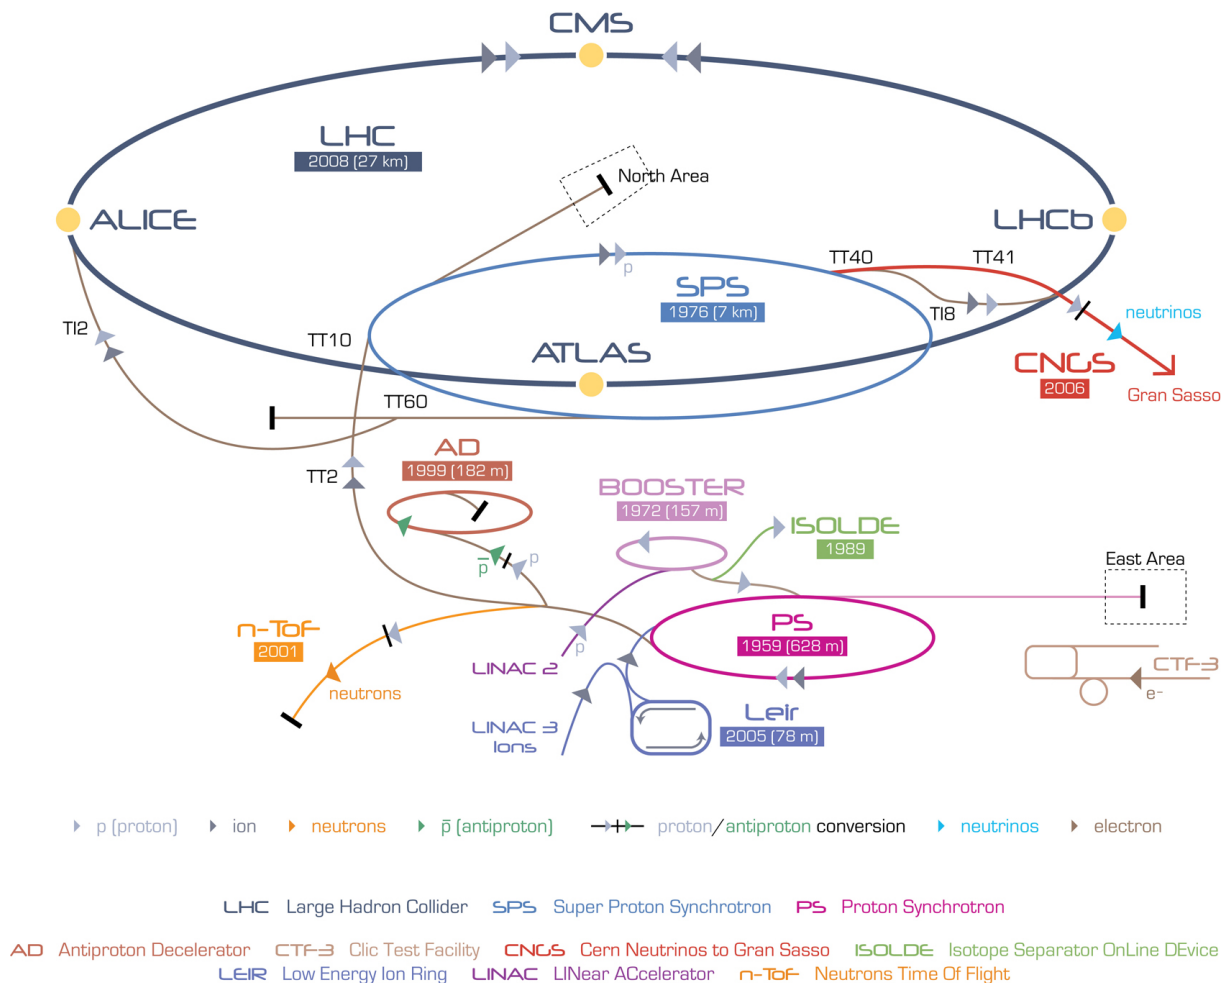 CMS
LHC
2008 (27 km)
North Area
ALICE
LHCb
TT40
TT41
p
SPS
1976 (7 km)
TI8
neutrinos
TI2
TT10
ATLAS
CNGS
2006
Gran Sasso
TT60
AD
1999 (182 m)
TT2
BOOSTER
1972 (157 m)
ISOLDE
1989
p̅
p
East Area
n-ToF
2001
PS
1959 (628 m)
p
LINAC 2
neutrons
CTF-3
e-
LINAC 3
Ions
Leir
2005 (78 m)
p (proton) ion neutrons p̅ (antiproton) proton/antiproton conversion neutrinos electron
LHC Large Hadron Collider SPS Super Proton Synchrotron PS Proton Synchrotron
AD Antiproton Decelerator CTF-3 Clic Test Facility CNGS Cern Neutrinos to Gran Sasso ISOLDE Isotope Separator OnLine DEvice
LEIR Low Energy Ion Ring LINAC LINear ACcelerator n-ToF Neutrons Time Of Flight